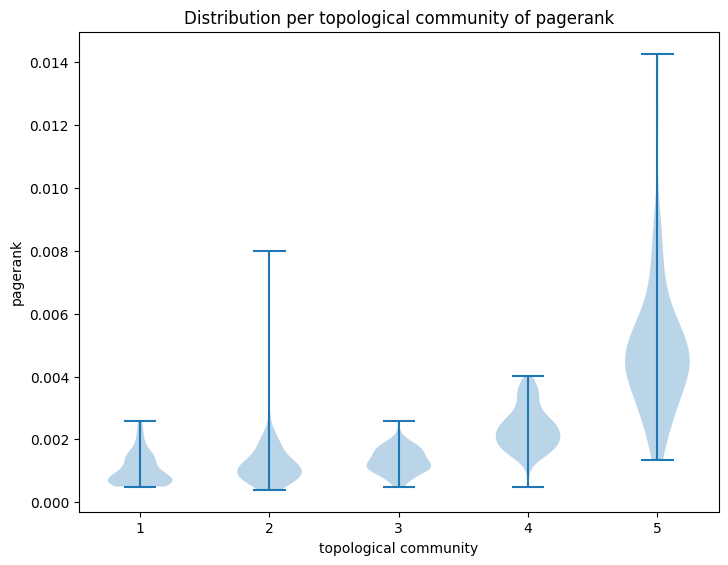 Distribution per topological community of pagerank
0.014
0.012
0.010
0.008
0.006
0.004
0.002
0.000
pagerank
1 2 3 4 5
topological community